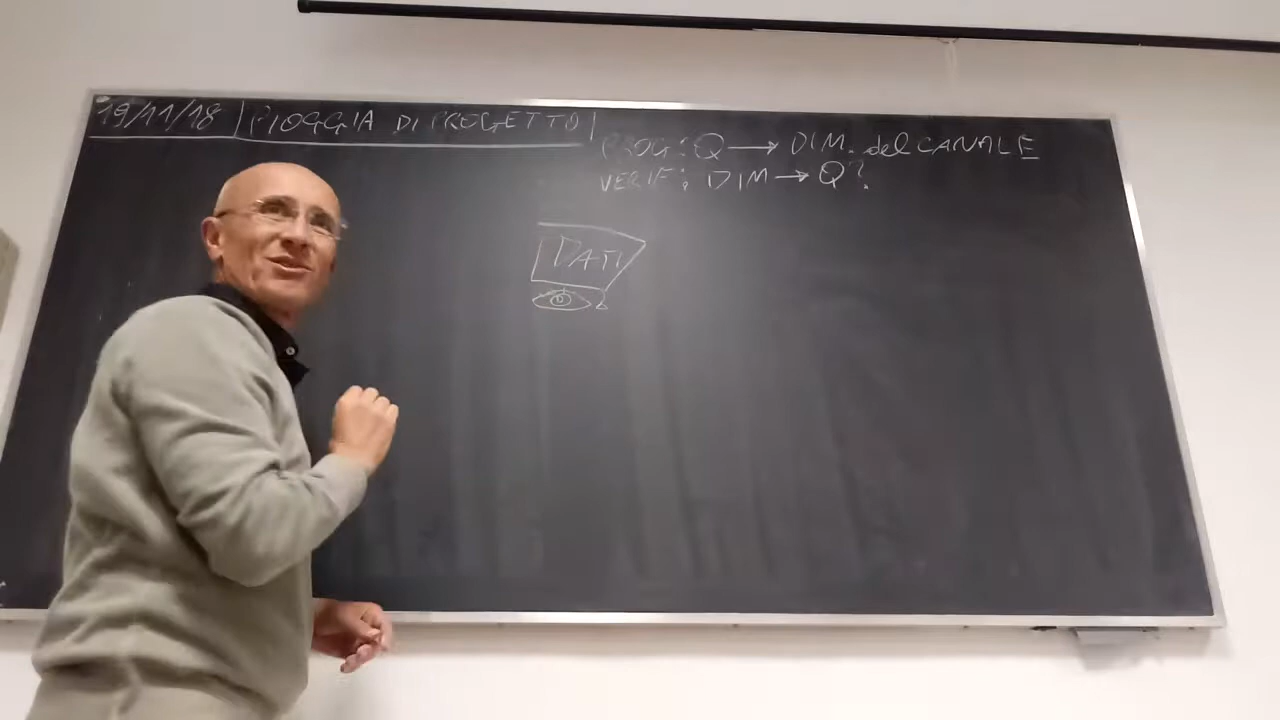 19/11/18 | PIOGGIA DI PROGETTO |
PROG: Q → DIM. del CANALE
VERIF: DIM → Q?
DATI